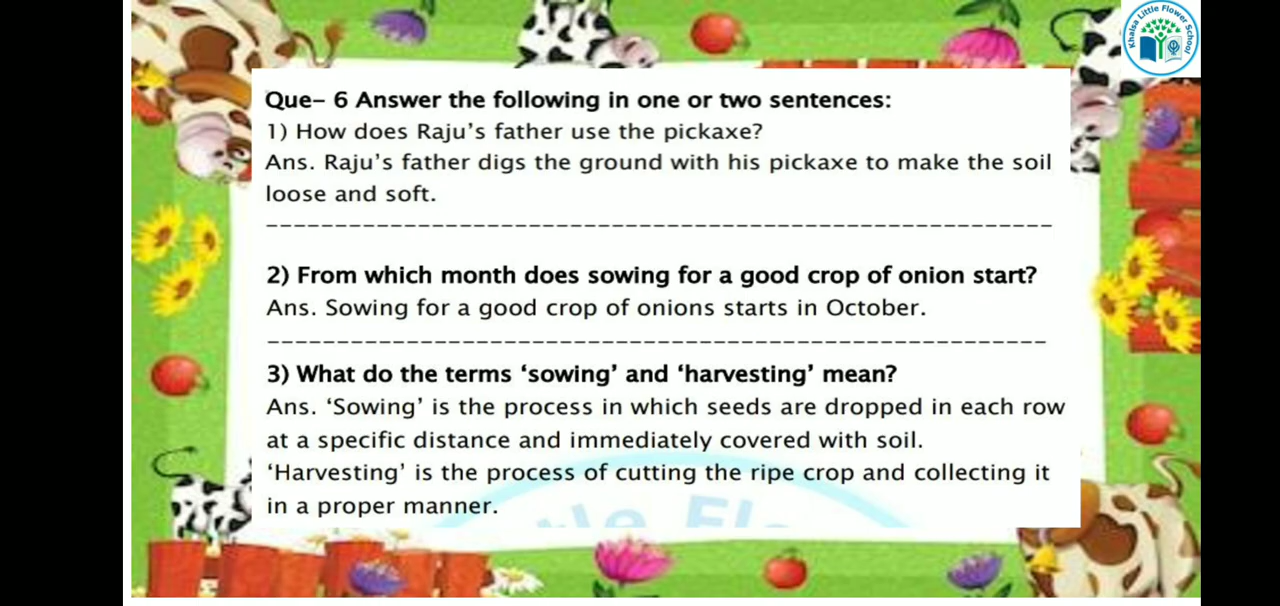 Khalsa Little Flower School
Que– 6 Answer the following in one or two sentences:
1) How does Raju’s father use the pickaxe?
Ans. Raju’s father digs the ground with his pickaxe to make the soil
loose and soft.
2) From which month does sowing for a good crop of onion start?
Ans. Sowing for a good crop of onions starts in October.
3) What do the terms ‘sowing’ and ‘harvesting’ mean?
Ans. ‘Sowing’ is the process in which seeds are dropped in each row
at a specific distance and immediately covered with soil.
‘Harvesting’ is the process of cutting the ripe crop and collecting it
in a proper manner.